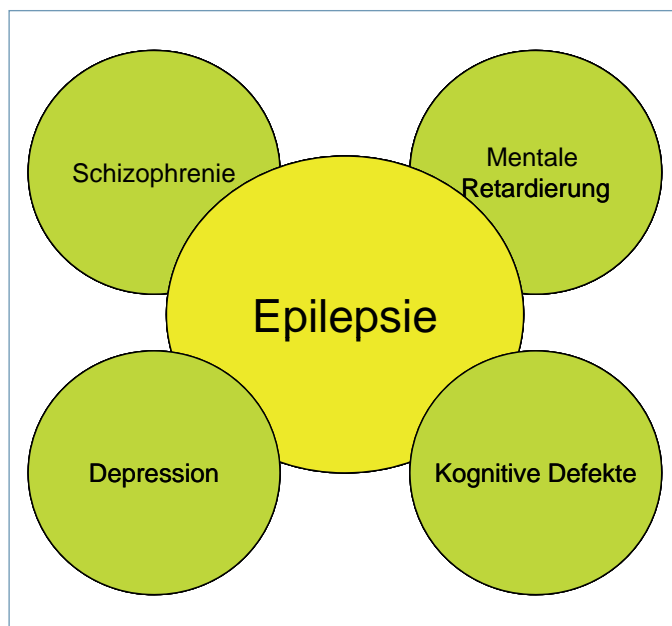 Schizophrenie
Mentale
Retardierung
Epilepsie
Depression
Kognitive Defekte